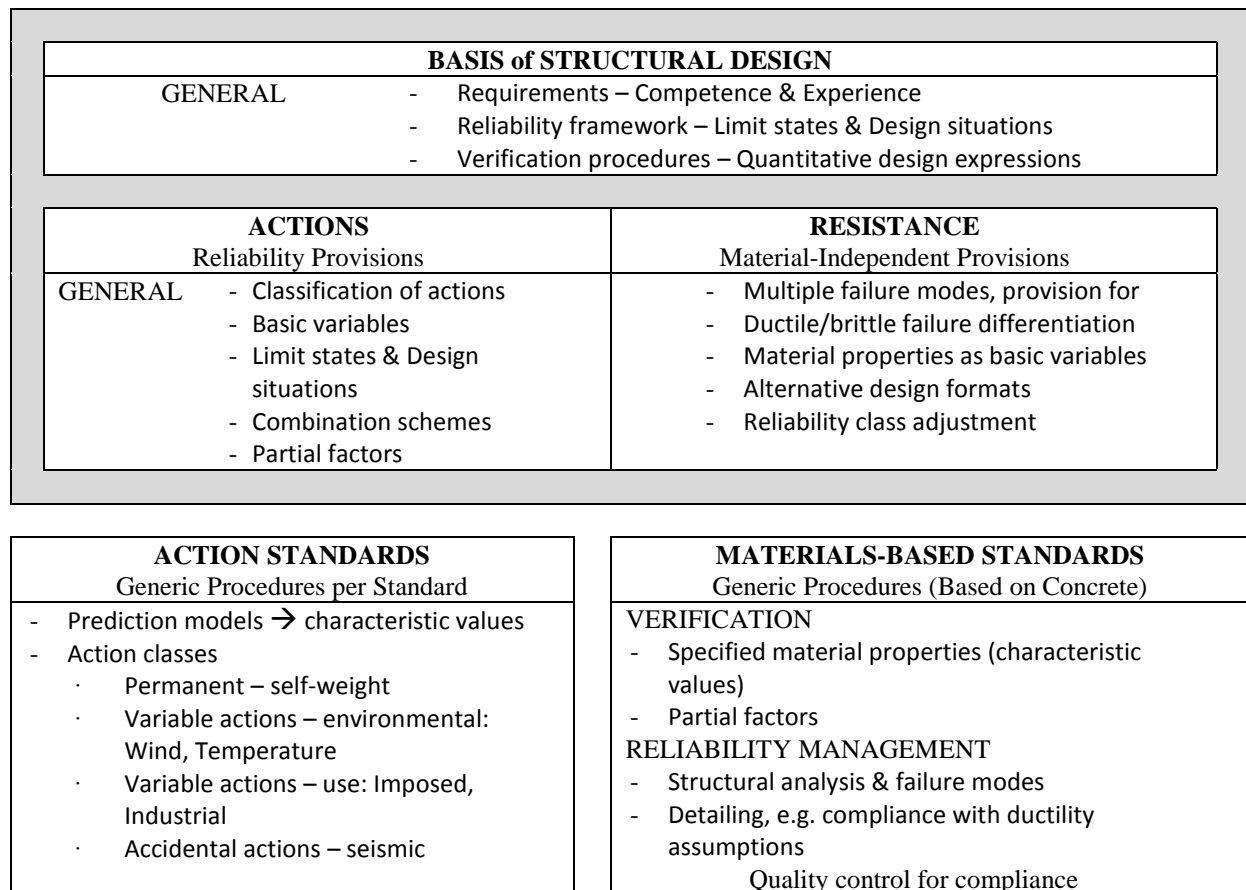 BASIS of STRUCTURAL DESIGN
GENERAL - Requirements – Competence & Experience
- Reliability framework – Limit states & Design situations
- Verification procedures – Quantitative design expressions
ACTIONS
Reliability Provisions
GENERAL - Classification of actions
- Basic variables
- Limit states & Design
situations
- Combination schemes
- Partial factors
RESISTANCE
Material-Independent Provisions
- Multiple failure modes, provision for
- Ductile/brittle failure differentiation
- Material properties as basic variables
- Alternative design formats
- Reliability class adjustment
ACTION STANDARDS
Generic Procedures per Standard
- Prediction models → characteristic values
- Action classes
· Permanent – self-weight
· Variable actions – environmental:
Wind, Temperature
· Variable actions – use: Imposed,
Industrial
· Accidental actions – seismic
MATERIALS-BASED STANDARDS
Generic Procedures (Based on Concrete)
VERIFICATION
- Specified material properties (characteristic
values)
- Partial factors
RELIABILITY MANAGEMENT
- Structural analysis & failure modes
- Detailing, e.g. compliance with ductility
assumptions
Quality control for compliance